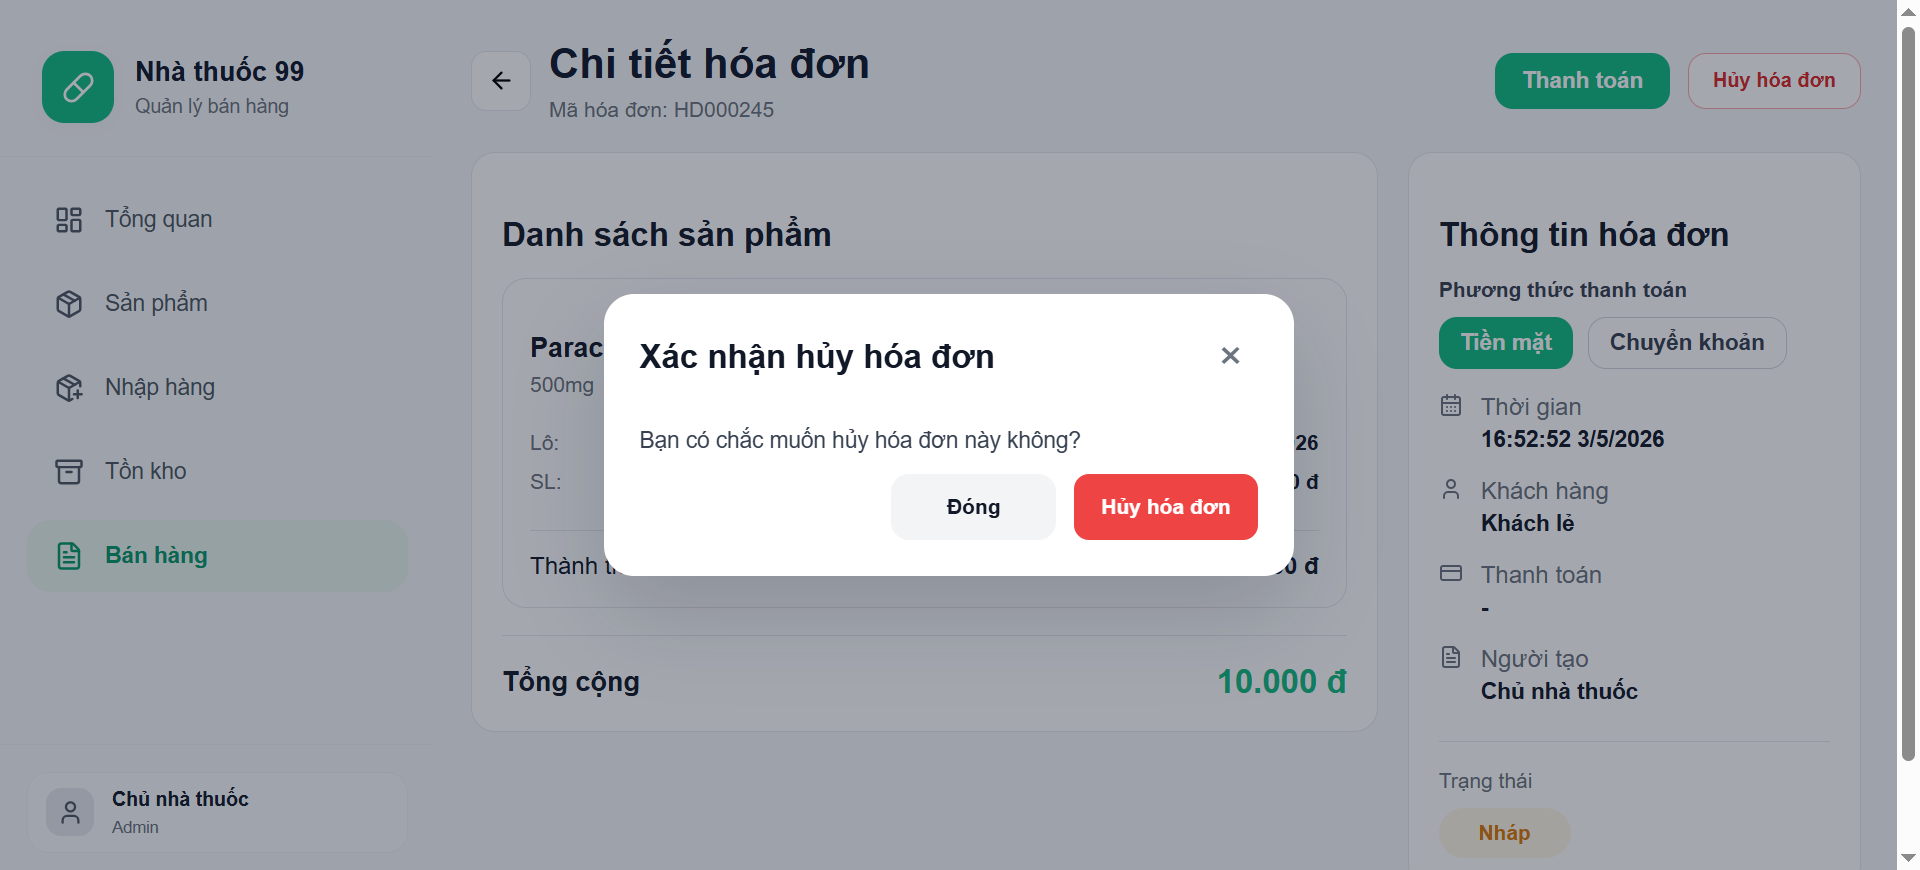 Nhà thuốc 99
Quản lý bán hàng
Tổng quan
Sản phẩm
Nhập hàng
Tồn kho
Bán hàng
Chủ nhà thuốc
Admin
Chi tiết hóa đơn
Mã hóa đơn: HD000245
Thanh toán
Hủy hóa đơn
Danh sách sản phẩm
Parac
500mg
Lô:
26
SL:
0 đ
Thành t
0 đ
Tổng cộng
10.000 đ
Xác nhận hủy hóa đơn
Bạn có chắc muốn hủy hóa đơn này không?
Đóng
Hủy hóa đơn
Thông tin hóa đơn
Phương thức thanh toán
Tiền mặt
Chuyển khoản
Thời gian
16:52:52 3/5/2026
Khách hàng
Khách lẻ
Thanh toán
-
Người tạo
Chủ nhà thuốc
Trạng thái
Nháp